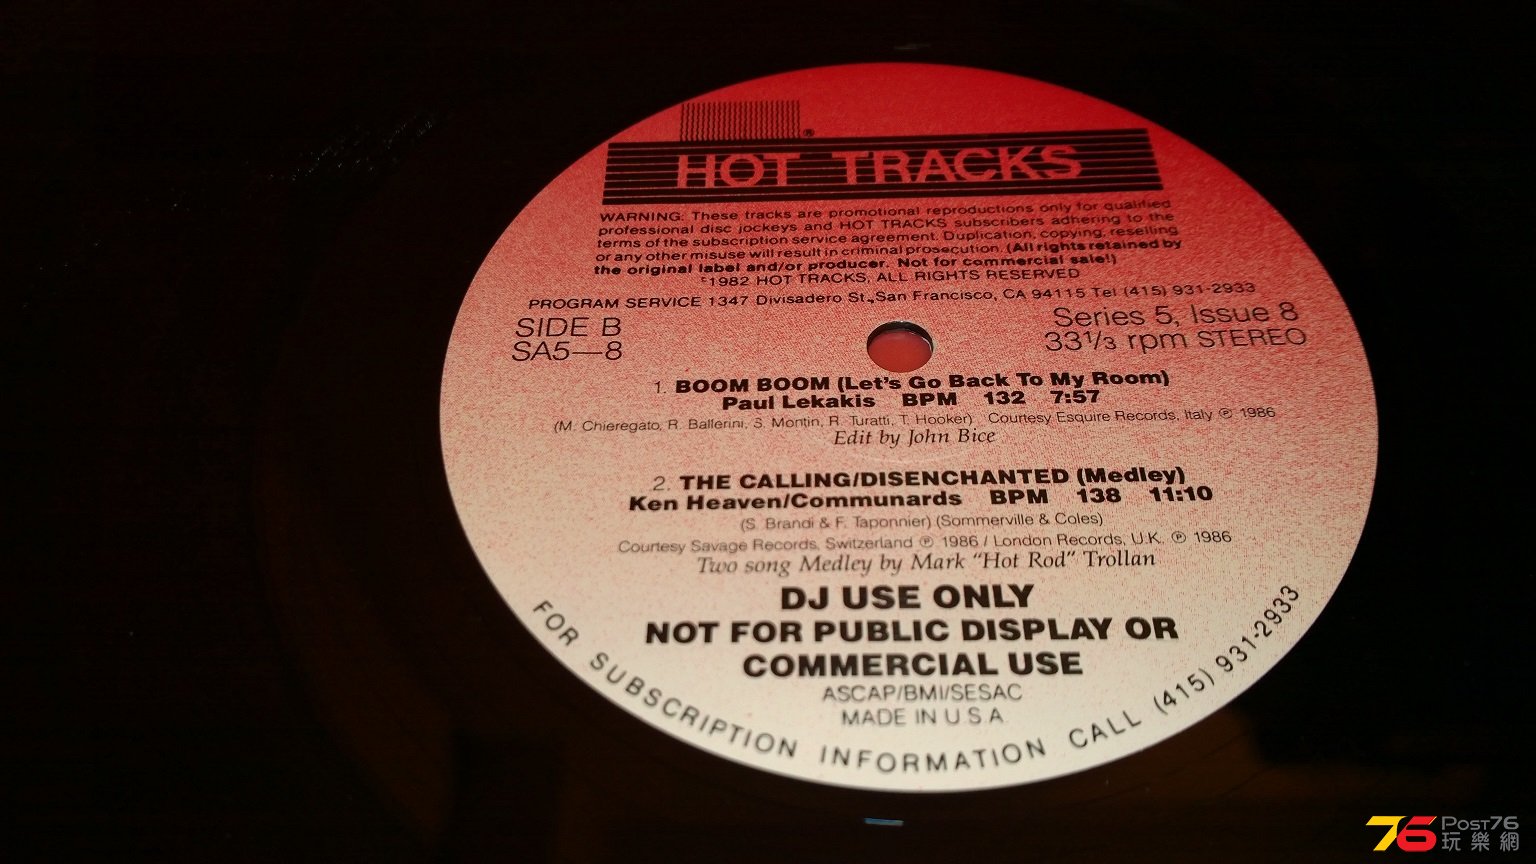 ®
HOT TRACKS
WARNING: These tracks are promotional reproductions only for qualified
professional disc jockeys and HOT TRACKS subscribers adhering to the
terms of the subscription service agreement. Duplication, copying, reselling
or any other misuse will result in criminal prosecution. (All rights retained by
the original label and/or producer. Not for commercial sale!)
©1982 HOT TRACKS, ALL RIGHTS RESERVED
PROGRAM SERVICE 1347 Divisadero St., San Francisco, CA 94115 Tel (415) 931-2933
SIDE B
SA5—8
Series 5, Issue 8
33 1/3 rpm STEREO
1. BOOM BOOM (Let's Go Back To My Room)
Paul Lekakis BPM 132 7:57
(M. Chieregato, R. Ballerini, S. Montin, R. Turatti, T. Hooker) Courtesy Esquire Records, Italy ℗ 1986
Edit by John Bice
2. THE CALLING/DISENCHANTED (Medley)
Ken Heaven/Communards BPM 138 11:10
(S. Brandi & F. Taponnier) (Sommerville & Coles)
Courtesy Savage Records, Switzerland ℗ 1986 / London Records, U.K. ℗ 1986
Two song Medley by Mark "Hot Rod" Trollan
DJ USE ONLY
NOT FOR PUBLIC DISPLAY OR
COMMERCIAL USE
ASCAP/BMI/SESAC
MADE IN U.S.A.
FOR SUBSCRIPTION INFORMATION CALL (415) 931-2933
76 POST76
玩樂網